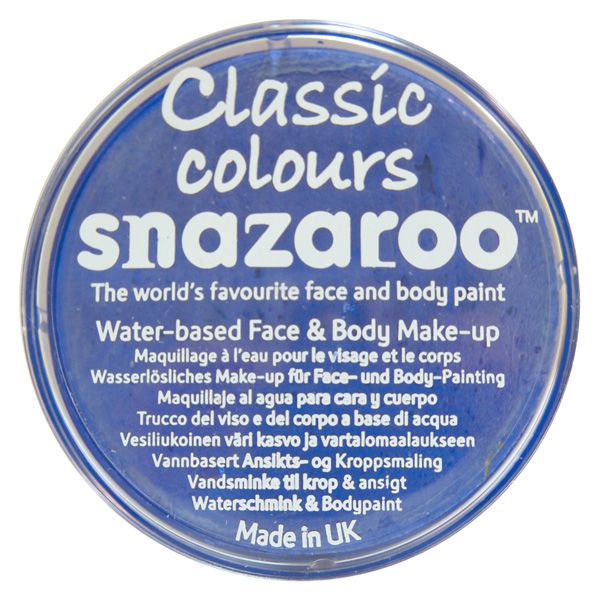 Classic
colours
snazaroo™
The world's favourite face and body paint
Water-based Face & Body Make-up
Maquillage à l'eau pour le visage et le corps
Wasserlösliches Make-up für Face- und Body-Painting
Maquillaje al agua para cara y cuerpo
Trucco del viso e del corpo a base di acqua
Vesiliukoinen väri kasvo ja vartalomaalaukseen
Vannbasert Ansikts- og Kroppsmaling
Vandsminke til krop & ansigt
Waterschmink & Bodypaint
Made in UK